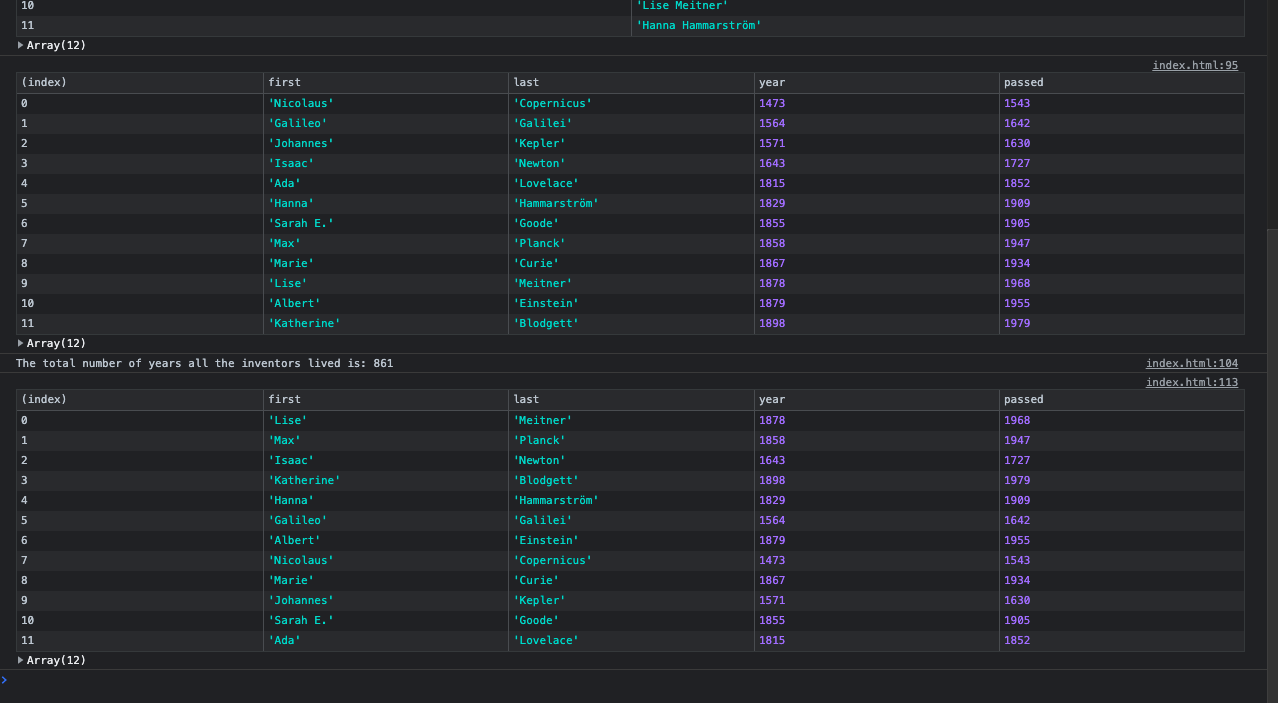 10 'Lise Meitner'
11 'Hanna Hammarström'
Array(12)
index.html:95
(index) first last year passed
0 'Nicolaus' 'Copernicus' 1473 1543
1 'Galileo' 'Galilei' 1564 1642
2 'Johannes' 'Kepler' 1571 1630
3 'Isaac' 'Newton' 1643 1727
4 'Ada' 'Lovelace' 1815 1852
5 'Hanna' 'Hammarström' 1829 1909
6 'Sarah E.' 'Goode' 1855 1905
7 'Max' 'Planck' 1858 1947
8 'Marie' 'Curie' 1867 1934
9 'Lise' 'Meitner' 1878 1968
10 'Albert' 'Einstein' 1879 1955
11 'Katherine' 'Blodgett' 1898 1979
Array(12)
The total number of years all the inventors lived is: 861 index.html:104
index.html:113
(index) first last year passed
0 'Lise' 'Meitner' 1878 1968
1 'Max' 'Planck' 1858 1947
2 'Isaac' 'Newton' 1643 1727
3 'Katherine' 'Blodgett' 1898 1979
4 'Hanna' 'Hammarström' 1829 1909
5 'Galileo' 'Galilei' 1564 1642
6 'Albert' 'Einstein' 1879 1955
7 'Nicolaus' 'Copernicus' 1473 1543
8 'Marie' 'Curie' 1867 1934
9 'Johannes' 'Kepler' 1571 1630
10 'Sarah E.' 'Goode' 1855 1905
11 'Ada' 'Lovelace' 1815 1852
Array(12)